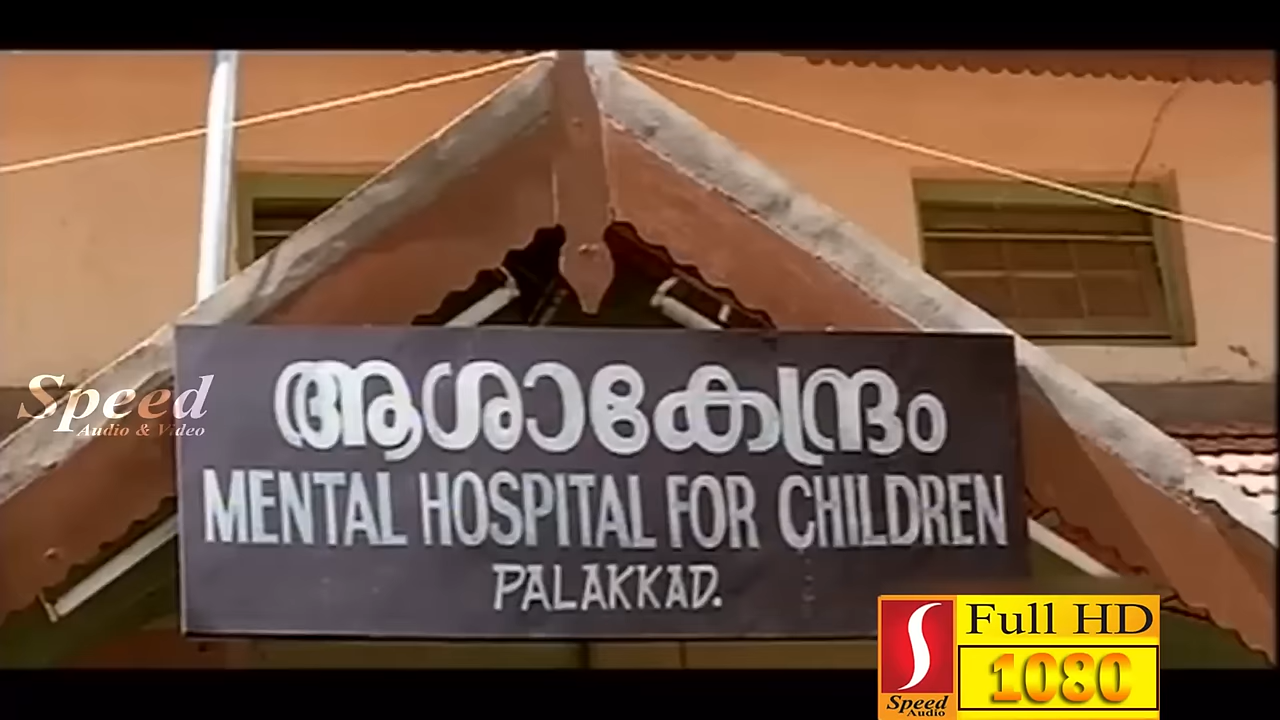 ആശാകേന്ദ്രം
MENTAL HOSPITAL FOR CHILDREN
PALAKKAD.
Speed
Audio & Video
Full HD
1080
Speed
Audio